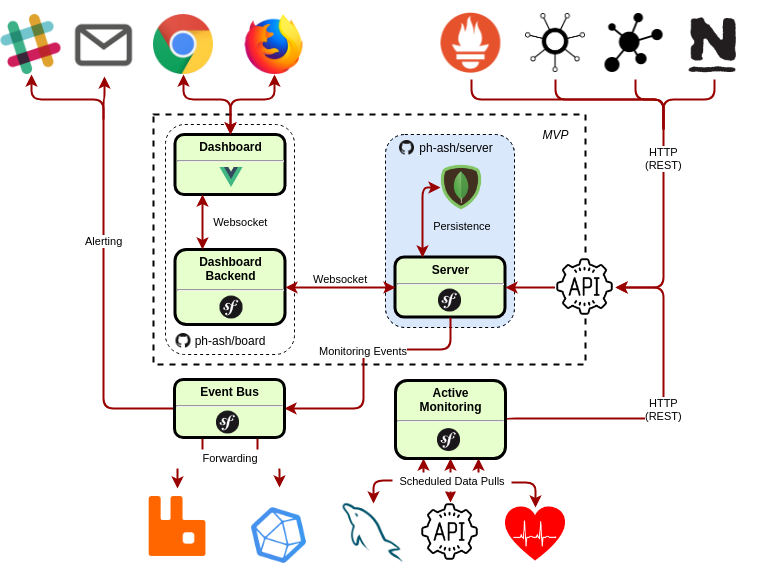 MVP
Dashboard
ph-ash/server
HTTP
(REST)
Websocket
Persistence
Alerting
Dashboard
Backend
Server
Websocket
API
ph-ash/board
Monitoring Events
Event Bus
Active
Monitoring
HTTP
(REST)
Forwarding
Scheduled Data Pulls
API